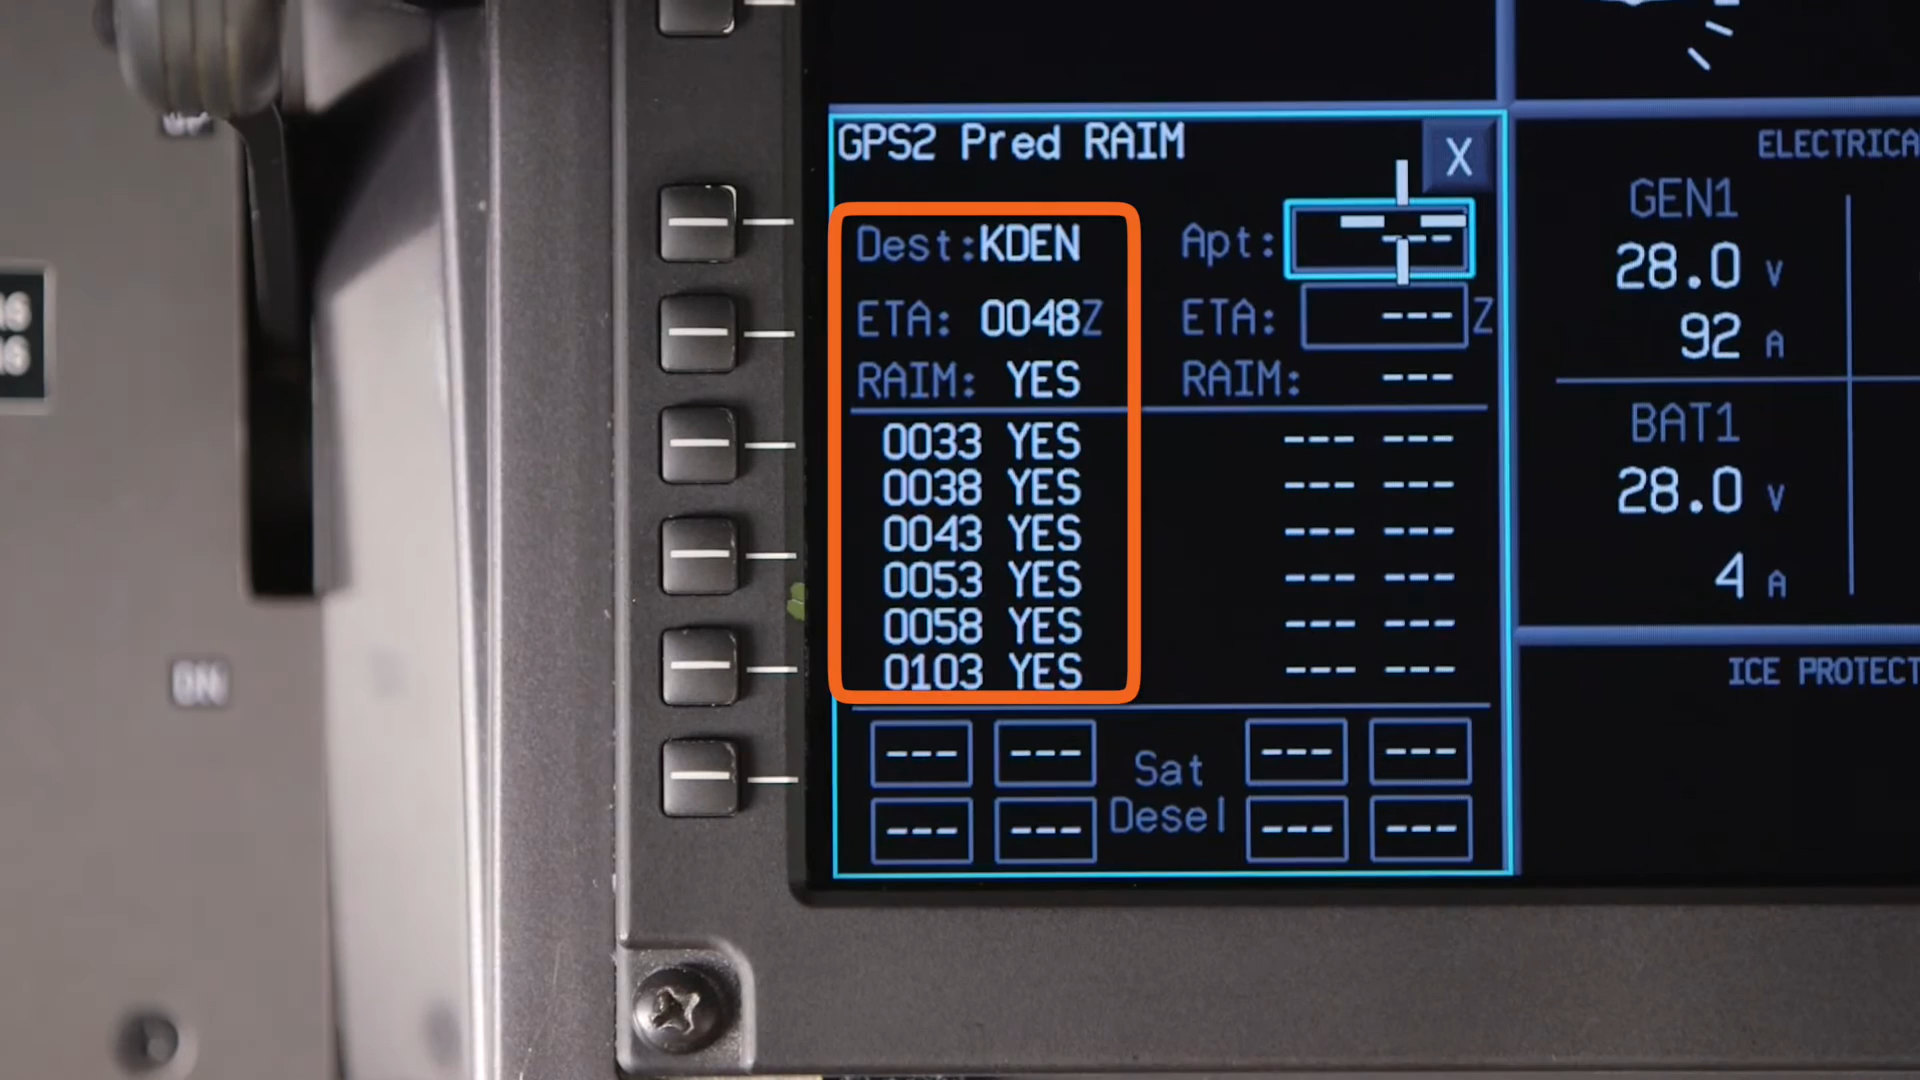 GPS2 Pred RAIM X
Dest: KDEN Apt: ---
ETA: 0048Z ETA: --- Z
RAIM: YES RAIM: ---
0033 YES --- ---
0038 YES --- ---
0043 YES --- ---
0053 YES --- ---
0058 YES --- ---
0103 YES --- ---
--- --- Sat --- ---
--- --- Desel --- ---
ELECTRICA
GEN1
28.0 V
92 A
BAT1
28.0 V
4 A
ICE PROTECT
UP
ON